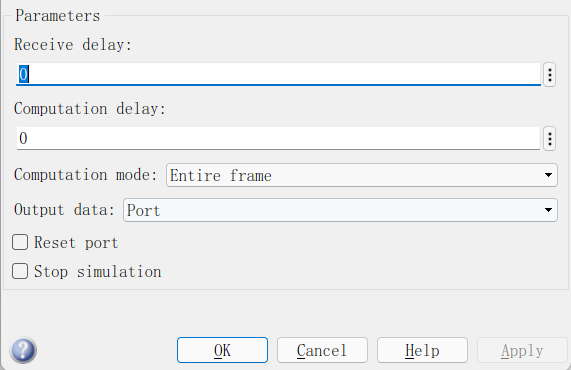 Parameters
Receive delay:
0
Computation delay:
0
Computation mode: Entire frame
Output data: Port
Reset port
Stop simulation
? OK Cancel Help Apply